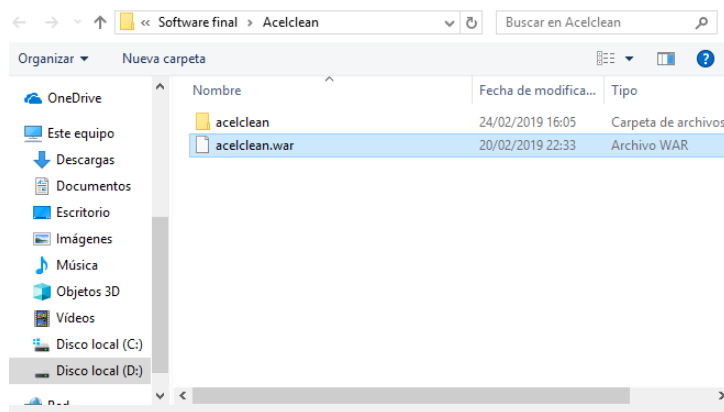 « Software final › Acelclean
Buscar en Acelclean
Organizar Nueva carpeta
Nombre Fecha de modifica... Tipo
OneDrive
Este equipo
Descargas
Documentos
Escritorio
Imágenes
Música
Objetos 3D
Vídeos
Disco local (C:)
Disco local (D:)
acelclean 24/02/2019 16:05 Carpeta de archivos
acelclean.war 20/02/2019 22:33 Archivo WAR